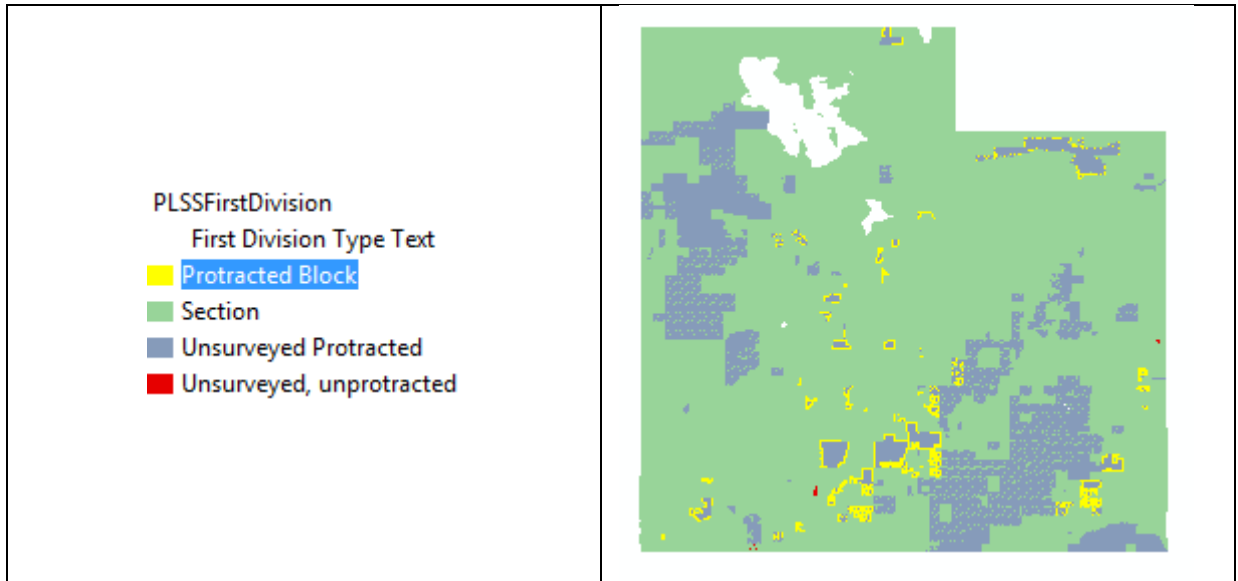 PLSSFirstDivision
First Division Type Text
Protracted Block
Section
Unsurveyed Protracted
Unsurveyed, unprotracted